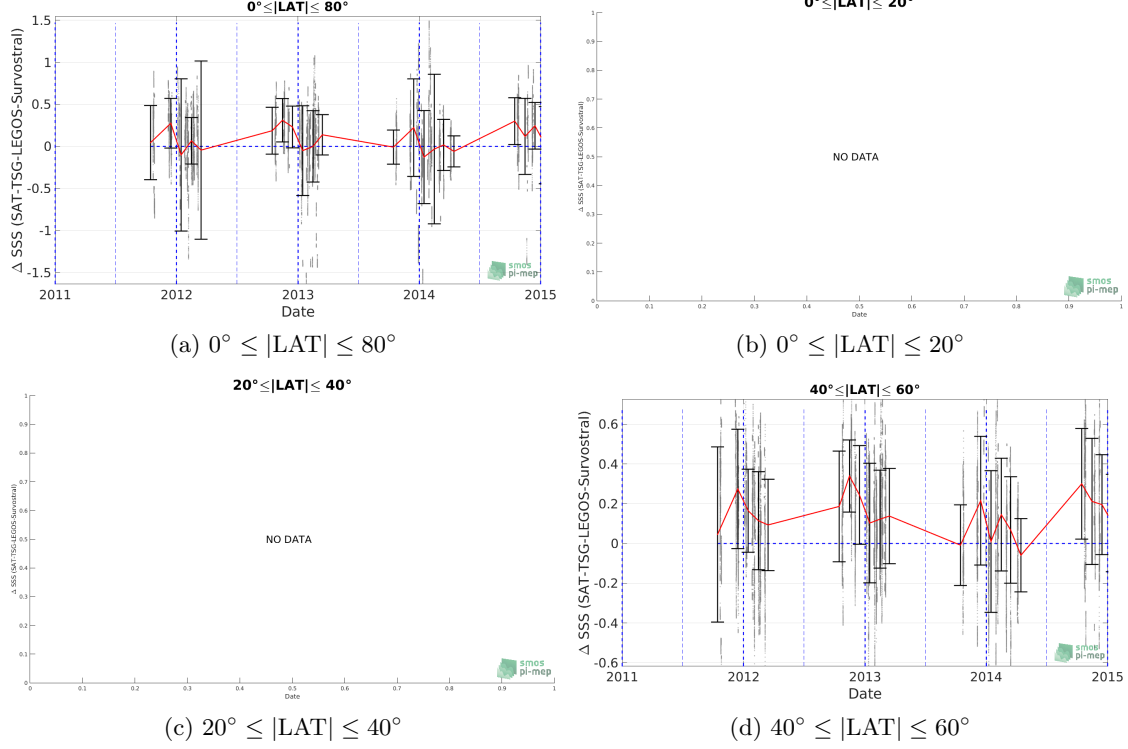 0°≤|LAT|≤ 80°
Δ SSS (SAT-TSG-LEGOS-Survostral)
1.5
1
0.5
0
-0.5
-1
-1.5
2011 2012 2013 2014 2015
Date
smos
pi-mep
(a) 0° ≤ |LAT| ≤ 80°
0°≤|LAT|≤ 20°
Δ SSS (SAT-TSG-LEGOS-Survostral)
1
0.9
0.8
0.7
0.6
0.5
0.4
0.3
0.2
0.1
0
NO DATA
0 0.1 0.2 0.3 0.4 0.5 0.6 0.7 0.8 0.9 1
Date
smos
pi-mep
(b) 0° ≤ |LAT| ≤ 20°
20°≤|LAT|≤ 40°
Δ SSS (SAT-TSG-LEGOS-Survostral)
1
0.9
0.8
0.7
0.6
0.5
0.4
0.3
0.2
0.1
0
NO DATA
0 0.1 0.2 0.3 0.4 0.5 0.6 0.7 0.8 0.9 1
Date
smos
pi-mep
(c) 20° ≤ |LAT| ≤ 40°
40°≤|LAT|≤ 60°
Δ SSS (SAT-TSG-LEGOS-Survostral)
0.6
0.4
0.2
0
-0.2
-0.4
-0.6
2011 2012 2013 2014 2015
Date
smos
pi-mep
(d) 40° ≤ |LAT| ≤ 60°